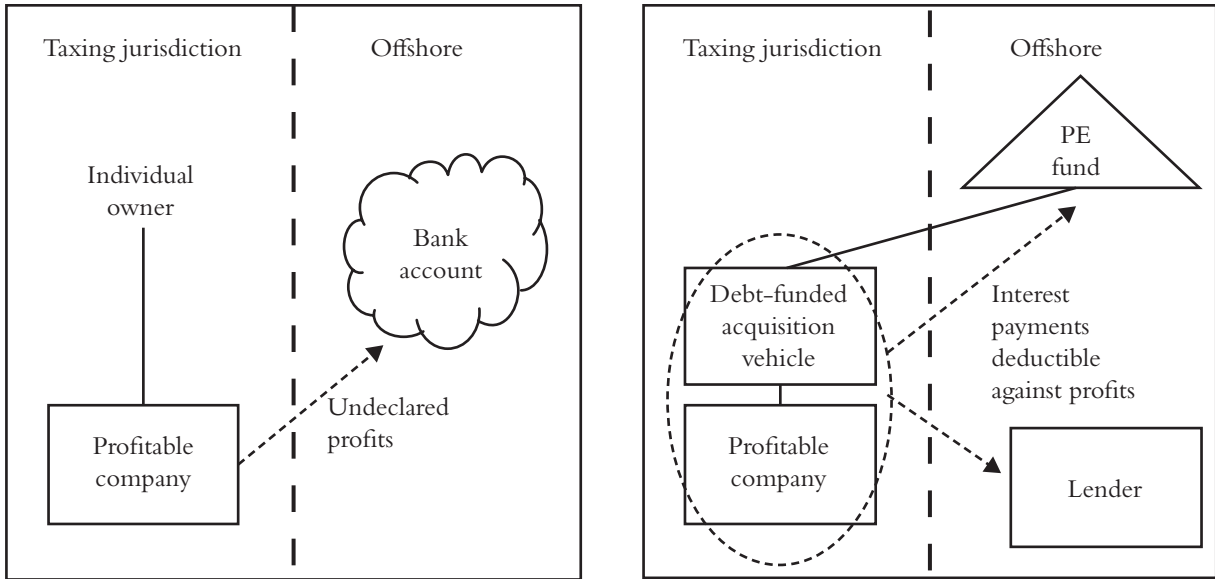 Taxing jurisdiction
Offshore
Individual
owner
Bank
account
Undeclared
profits
Profitable
company
Taxing jurisdiction
Offshore
PE
fund
Debt-funded
acquisition
vehicle
Interest
payments
deductible
against profits
Profitable
company
Lender